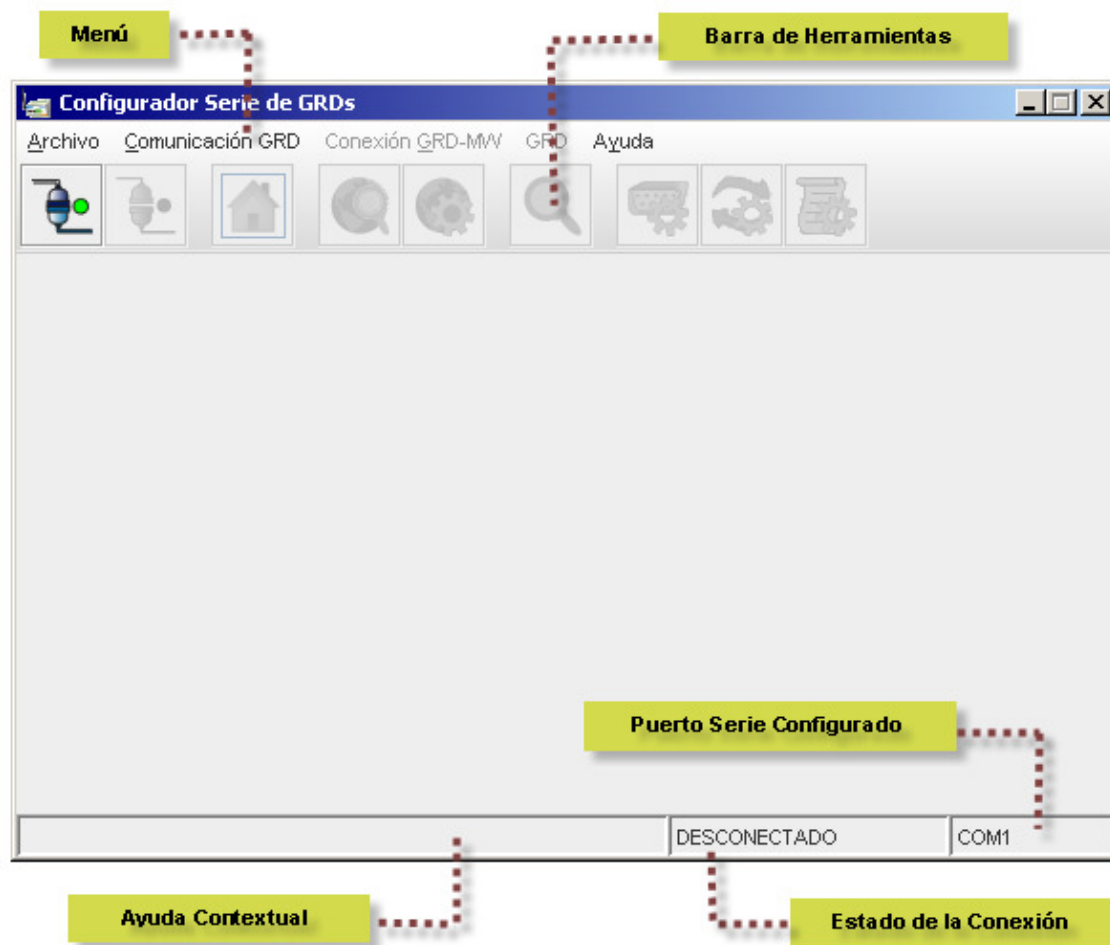 Menú
Barra de Herramientas
Configurador Serie de GRDs
Archivo Comunicación GRD Conexión GRD-MW GRD Ayuda
Puerto Serie Configurado
DESCONECTADO COM1
Ayuda Contextual
Estado de la Conexión